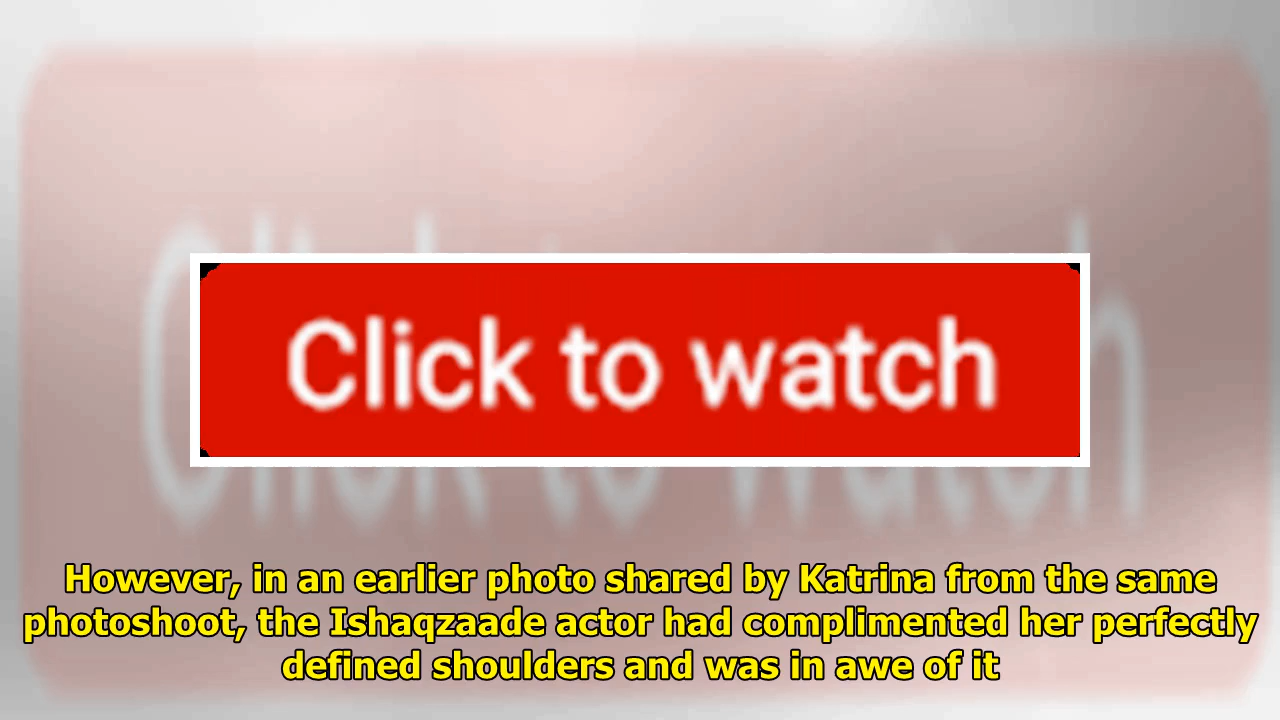 Click to watch
However, in an earlier photo shared by Katrina from the same
photoshoot, the Ishaqzaade actor had complimented her perfectly
defined shoulders and was in awe of it